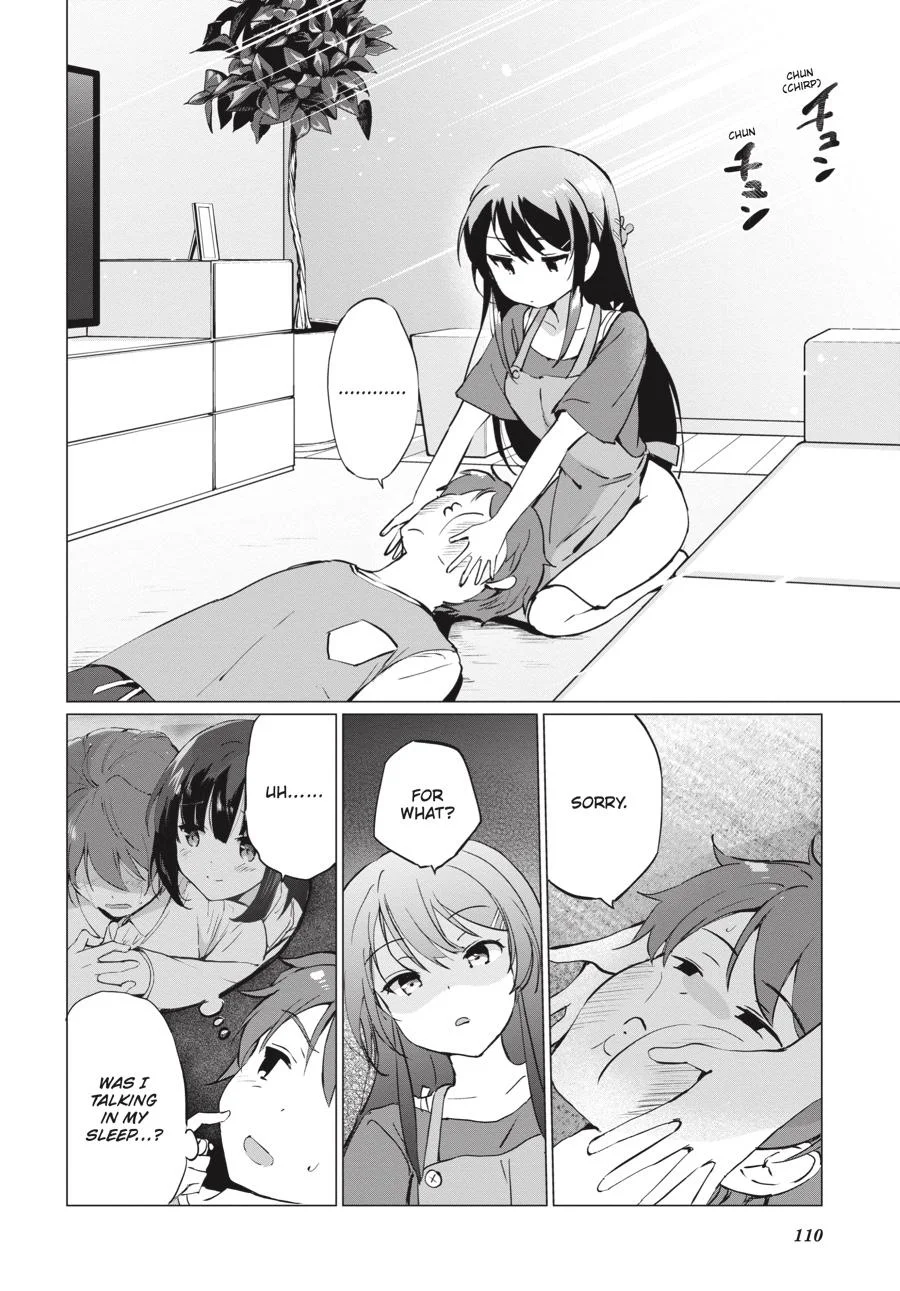 CHUN
(CHIRP)
チュン
CHUN
チュン
…………
SORRY.
FOR
WHAT?
UH……
WAS I
TALKING
IN MY
SLEEP…?
110